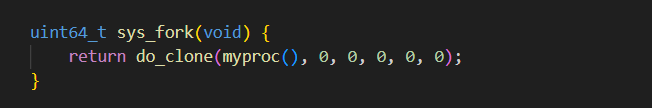 uint64_t sys_fork(void) {
    return do_clone(myproc(), 0, 0, 0, 0, 0);
}